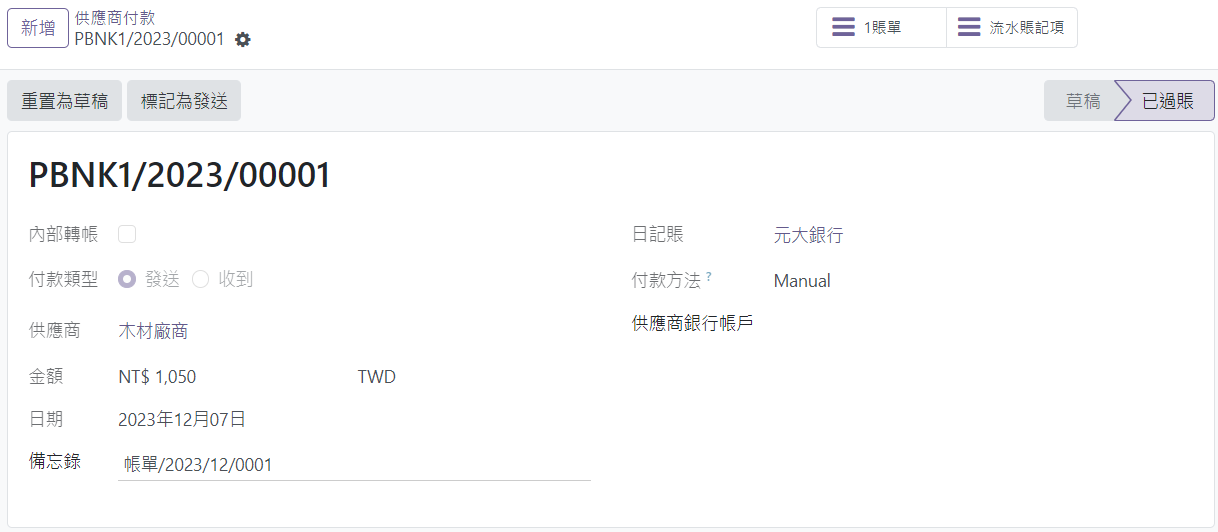 新增
供應商付款
PBNK1/2023/00001
1賬單
流水賬記項
重置為草稿
標記為發送
草稿
已過賬
PBNK1/2023/00001
內部轉帳
付款類型 發送 收到
供應商 木材廠商
金額 NT$ 1,050 TWD
日期 2023年12月07日
備忘錄 帳單/2023/12/0001
日記賬 元大銀行
付款方法 ? Manual
供應商銀行帳戶